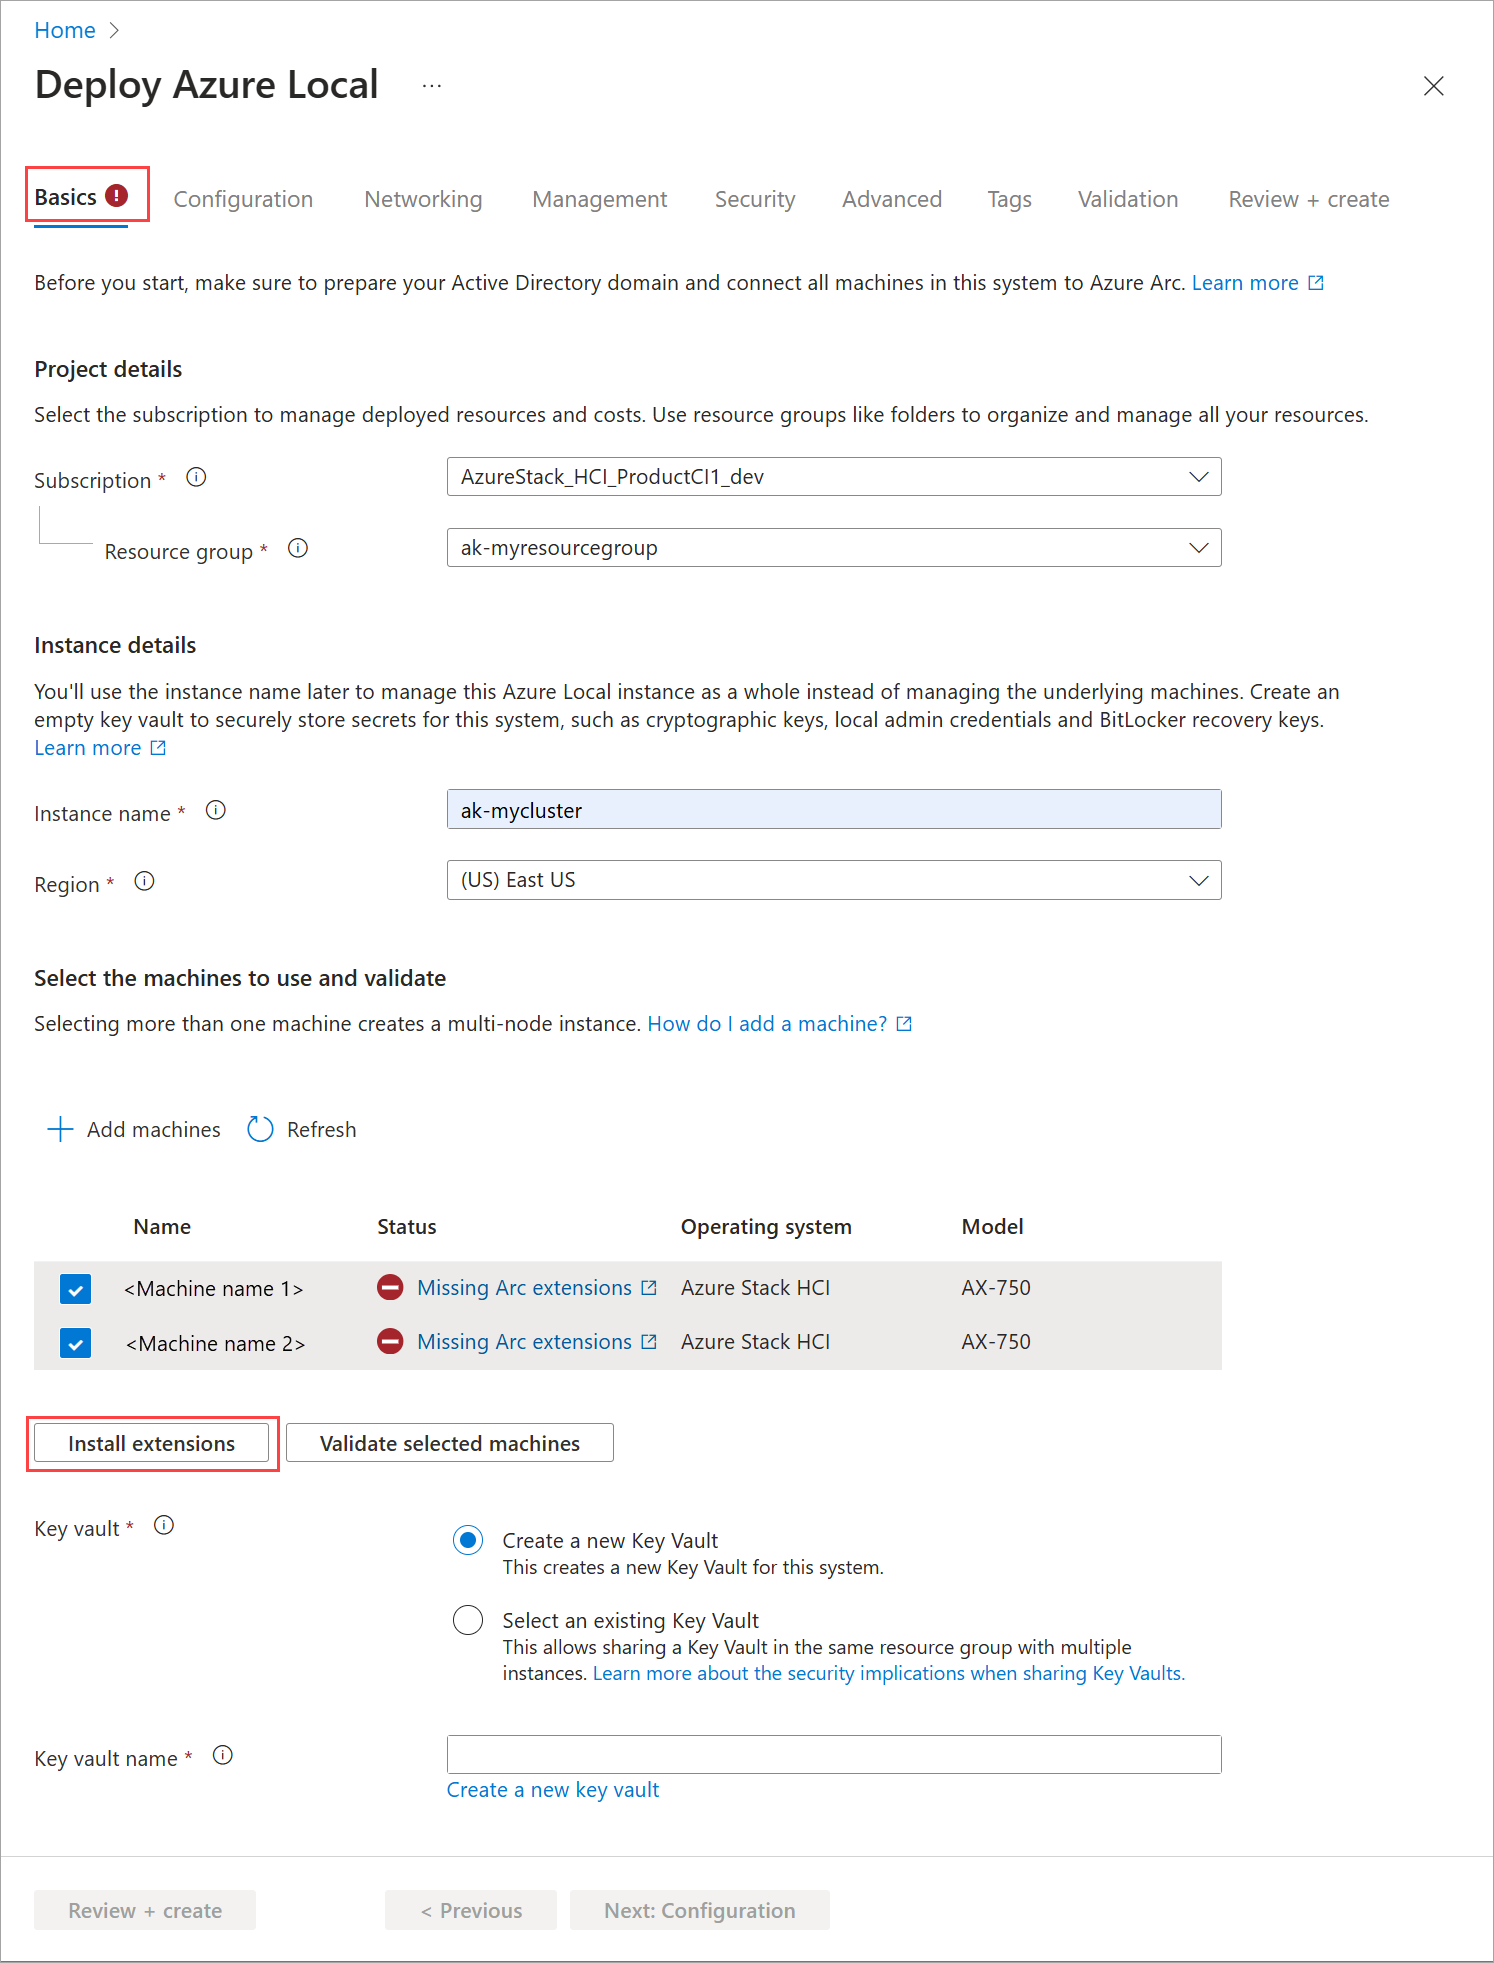 Home >
Deploy Azure Local ...
Basics !
Configuration
Networking
Management
Security
Advanced
Tags
Validation
Review + create
Before you start, make sure to prepare your Active Directory domain and connect all machines in this system to Azure Arc. Learn more
Project details
Select the subscription to manage deployed resources and costs. Use resource groups like folders to organize and manage all your resources.
Subscription *
AzureStack_HCI_ProductCI1_dev
Resource group *
ak-myresourcegroup
Instance details
You'll use the instance name later to manage this Azure Local instance as a whole instead of managing the underlying machines. Create an
empty key vault to securely store secrets for this system, such as cryptographic keys, local admin credentials and BitLocker recovery keys.
Learn more
Instance name *
ak-mycluster
Region *
(US) East US
Select the machines to use and validate
Selecting more than one machine creates a multi-node instance. How do I add a machine?
Add machines
Refresh
Name Status Operating system Model
<Machine name 1> Missing Arc extensions Azure Stack HCI AX-750
<Machine name 2> Missing Arc extensions Azure Stack HCI AX-750
Install extensions
Validate selected machines
Key vault *
Create a new Key Vault
This creates a new Key Vault for this system.
Select an existing Key Vault
This allows sharing a Key Vault in the same resource group with multiple
instances. Learn more about the security implications when sharing Key Vaults.
Key vault name *
Create a new key vault
Review + create
< Previous
Next: Configuration